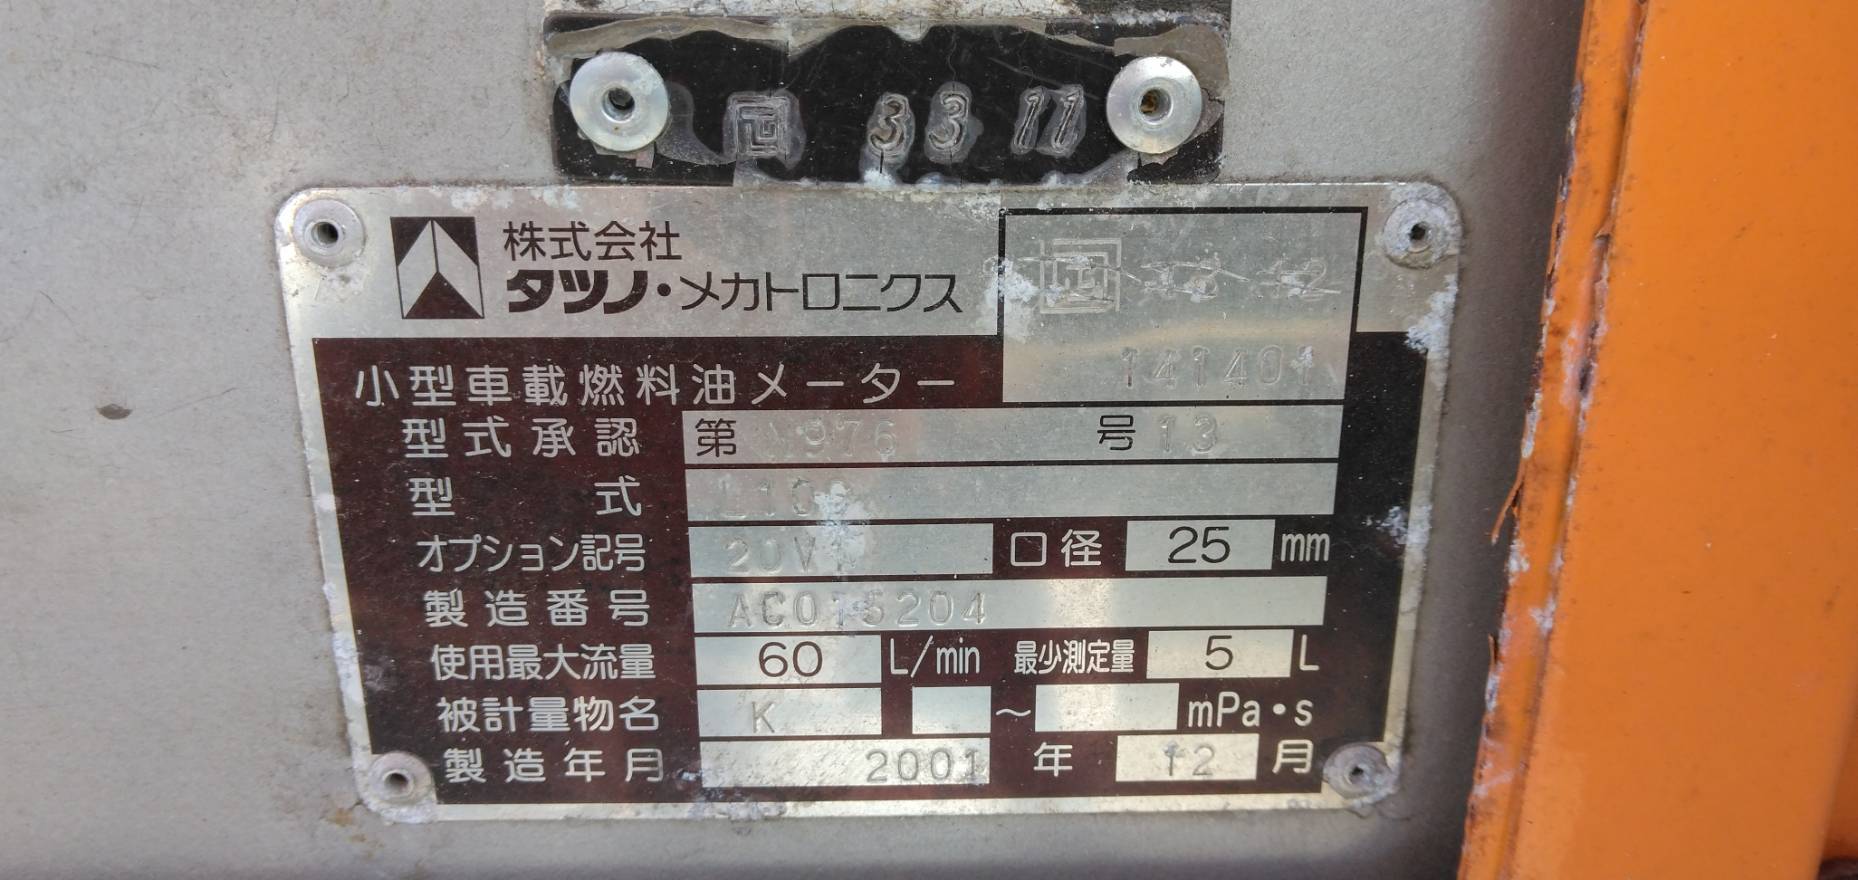 33 11
株式会社
タツノ・メカトロニクス
141401
小型車載燃料油メーター
型式承認 第 976 号 13
型式 L10
オプション記号 20V 口径 25 mm
製造番号 AC015204
使用最大流量 60 L/min 最少測定量 5 L
被計量物名 K ～ mPa・s
製造年月 2001 年 12 月